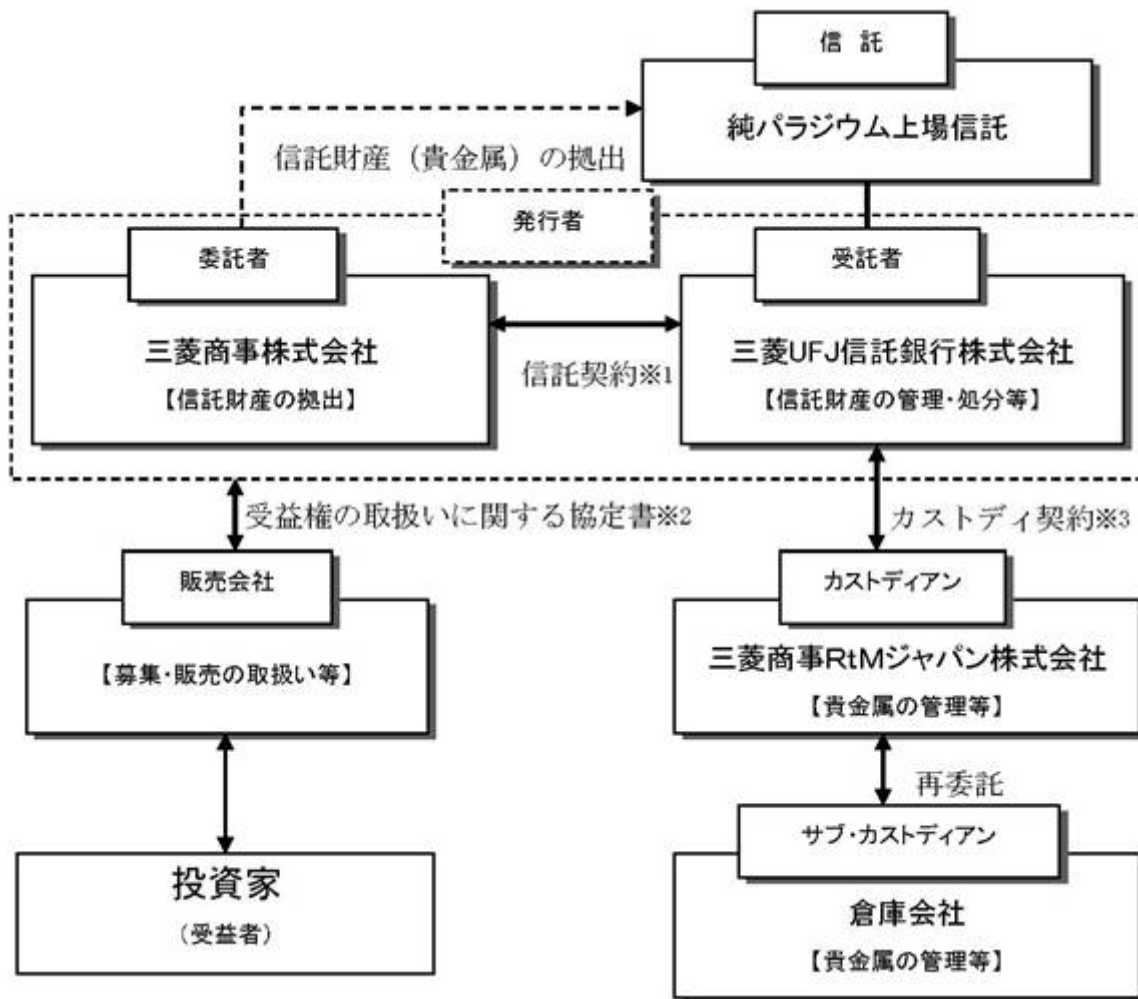 信 託
純パラジウム上場信託
信託財産（貴金属）の拠出
発行者
委託者
三菱商事株式会社
【信託財産の拠出】
信託契約※1
受託者
三菱UFJ信託銀行株式会社
【信託財産の管理・処分等】
受益権の取扱いに関する協定書※2
カストディ契約※3
販売会社
【募集・販売の取扱い等】
カストディアン
三菱商事RtMジャパン株式会社
【貴金属の管理等】
再委託
投資家
（受益者）
サブ・カストディアン
倉庫会社
【貴金属の管理等】